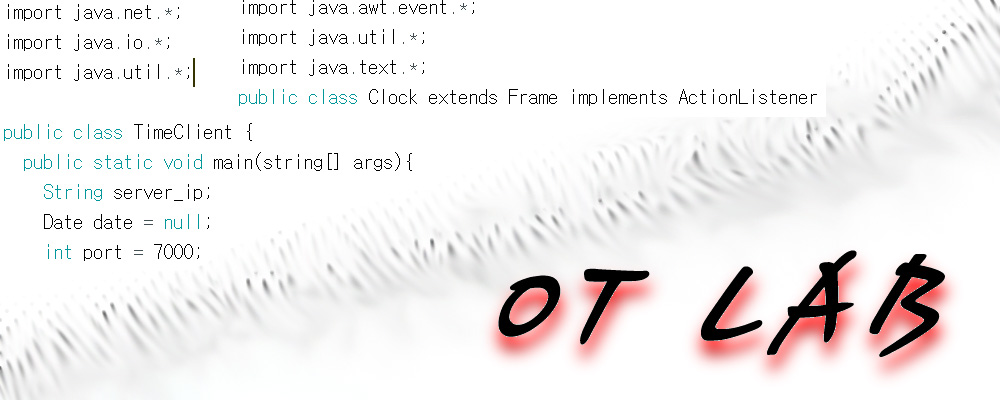 import java.net.*;
import java.io.*;
import java.util.*;
import java.awt.event.*;
import java.util.*;
import java.text.*;
public class Clock extends Frame implements ActionListener
public class TimeClient {
public static void main(string[] args){
String server_ip;
Date date = null;
int port = 7000;
OT LAB